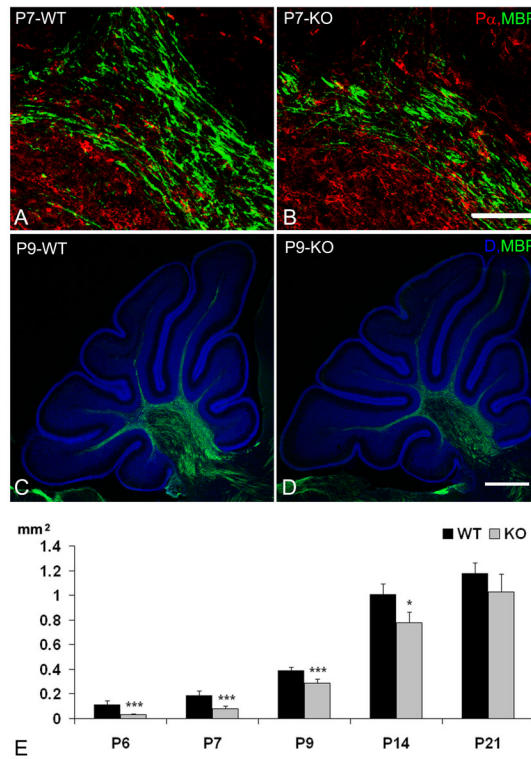 P7-WT
P7-KO
Pα,MBP
A
B
P9-WT
P9-KO
D,MBP
C
D
mm²
WT KO
1.4
1.2
1
0.8
0.6
0.4
0.2
0
***
***
***
*
P6 P7 P9 P14 P21
E